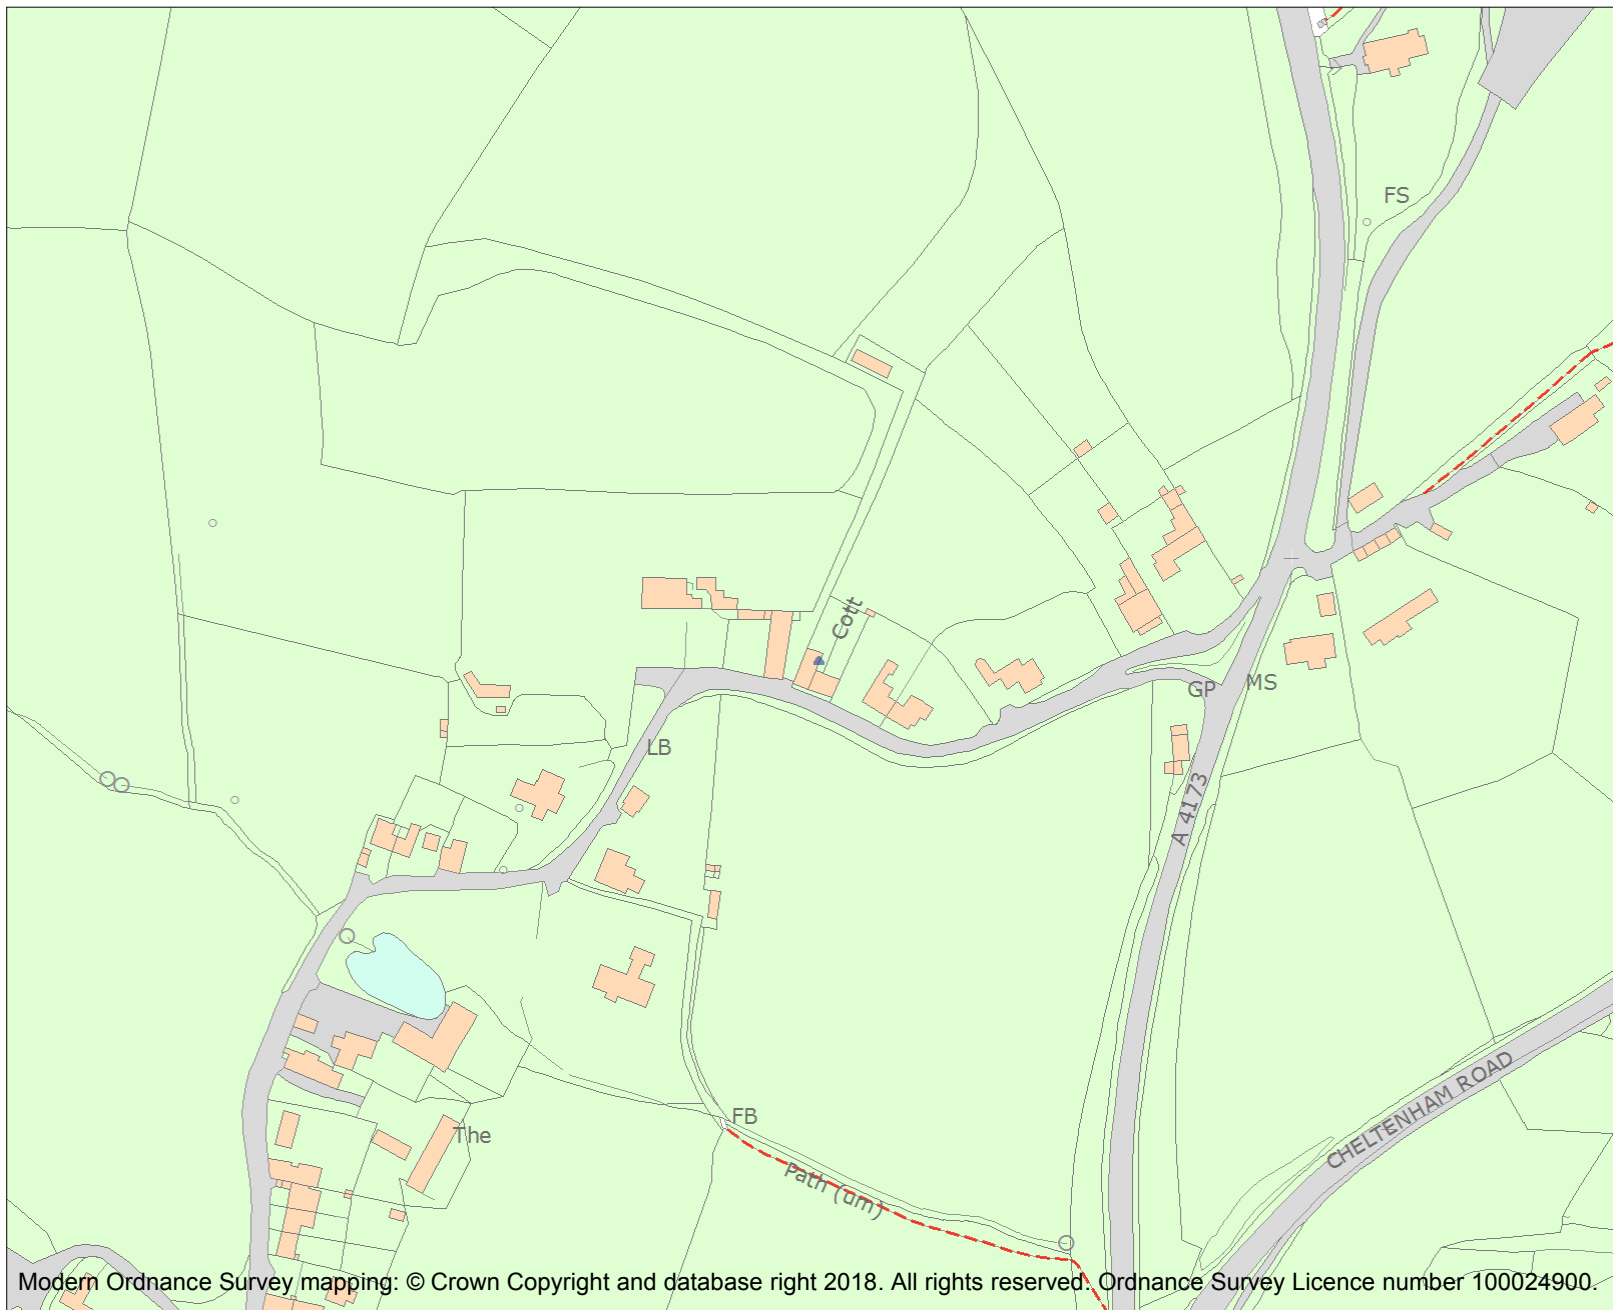 FS
Cott
GP
MS
LB
A 4173
CHELTENHAM ROAD
FB
The
Path (um)
Modern Ordnance Survey mapping: © Crown Copyright and database right 2018. All rights reserved. Ordnance Survey Licence number 100024900.